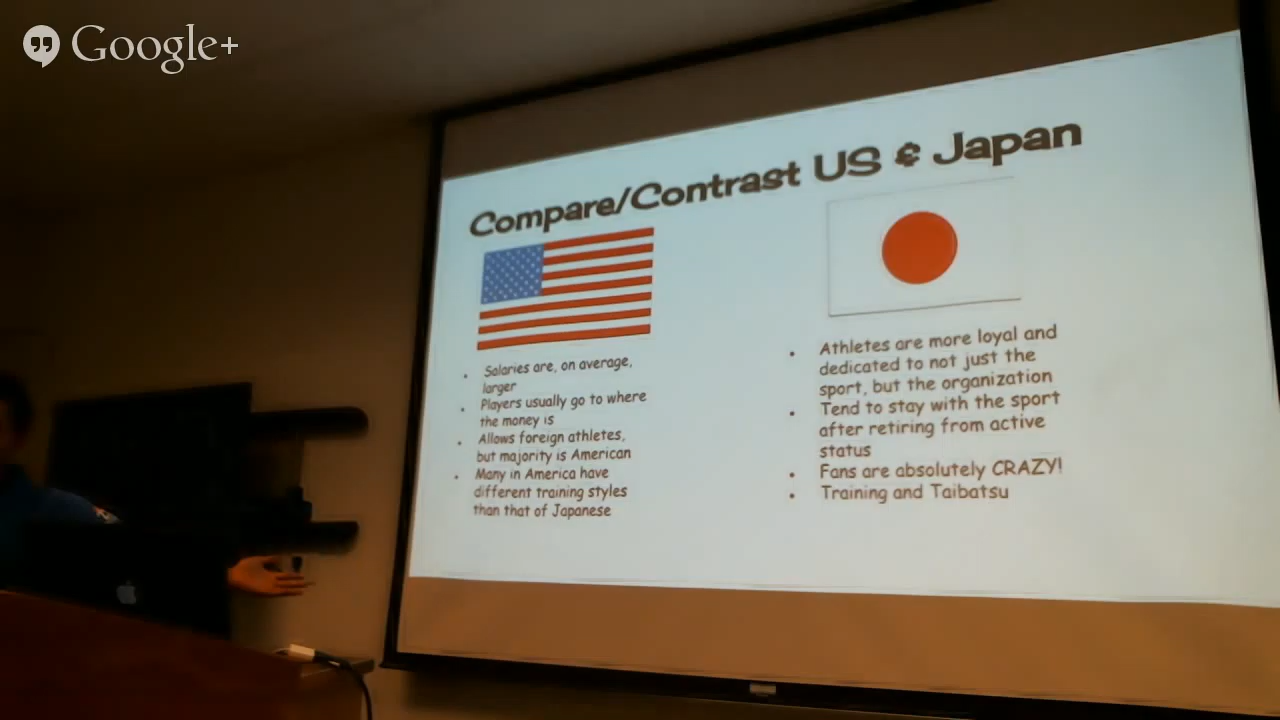 Google+
Compare/Contrast US & Japan
• Salaries are, on average,
larger
• Players usually go to where
the money is
• Allows foreign athletes,
but majority is American
• Many in America have
different training styles
than that of Japanese
• Athletes are more loyal and
dedicated to not just the
sport, but the organization
• Tend to stay with the sport
after retiring from active
status
• Fans are absolutely CRAZY!
• Training and Taibatsu